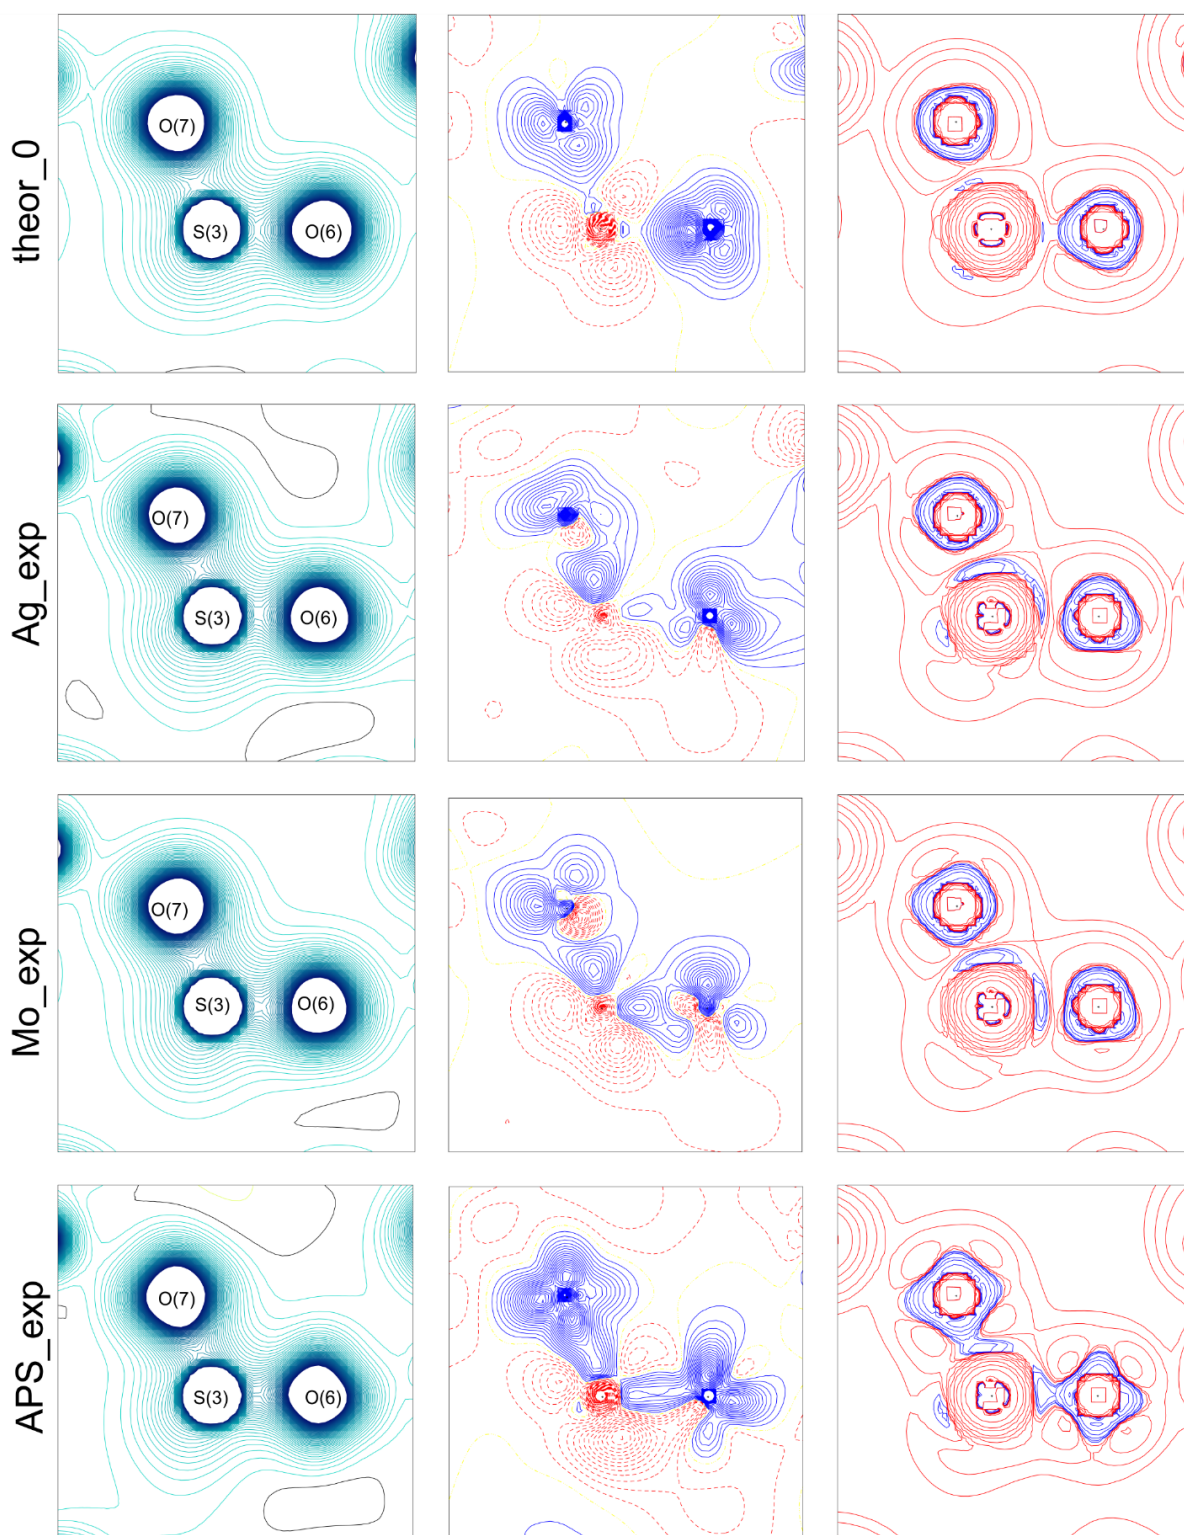 theor_0
O(7)
S(3)
O(6)
Ag_exp
O(7)
S(3)
O(6)
Mo_exp
O(7)
S(3)
O(6)
APS_exp
O(7)
S(3)
O(6)